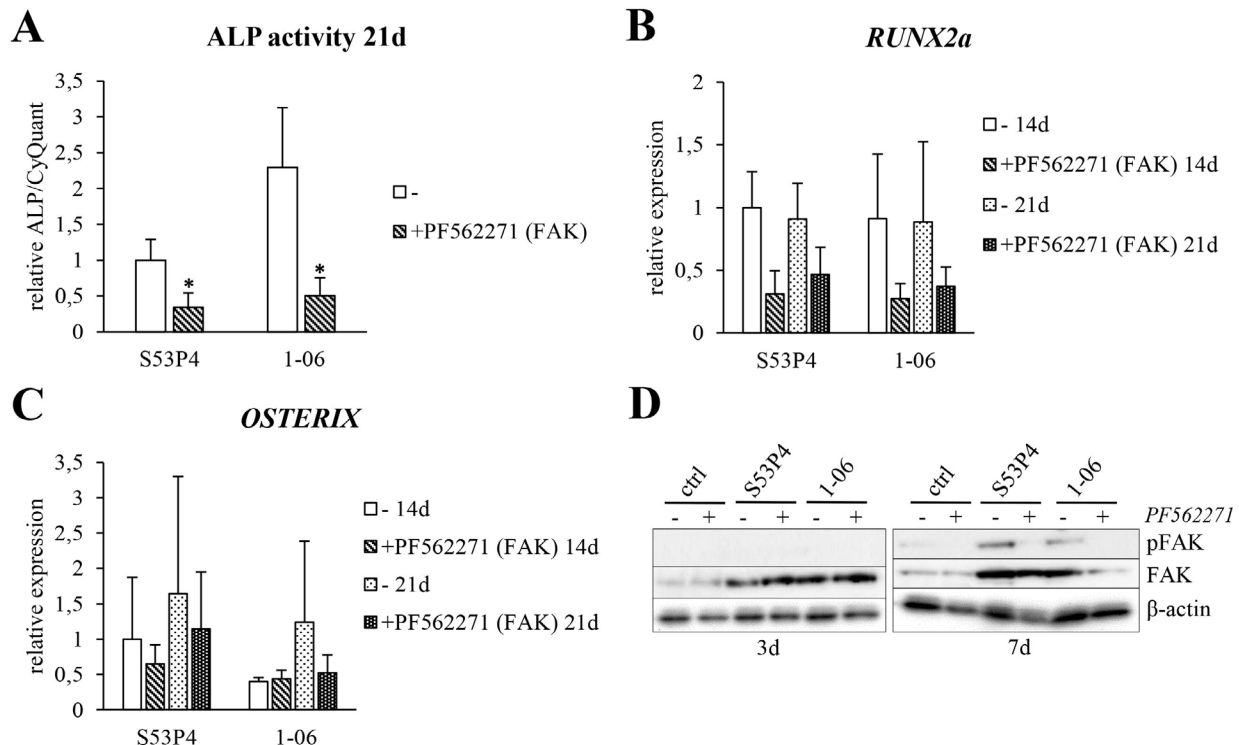 A
ALP activity 21d
relative ALP/CyQuant
3,5
3
2,5
2
1,5
1
0,5
0
*
*
S53P4
1-06
-
+PF562271 (FAK)
B
RUNX2a
relative expression
2
1,5
1
0,5
0
S53P4
1-06
- 14d
+PF562271 (FAK) 14d
- 21d
+PF562271 (FAK) 21d
C
OSTERIX
relative expression
3,5
3
2,5
2
1,5
1
0,5
0
S53P4
1-06
- 14d
+PF562271 (FAK) 14d
- 21d
+PF562271 (FAK) 21d
D
ctrl S53P4 1-06 ctrl S53P4 1-06
- + - + - + - + - + - + PF562271
pFAK
FAK
β-actin
3d 7d